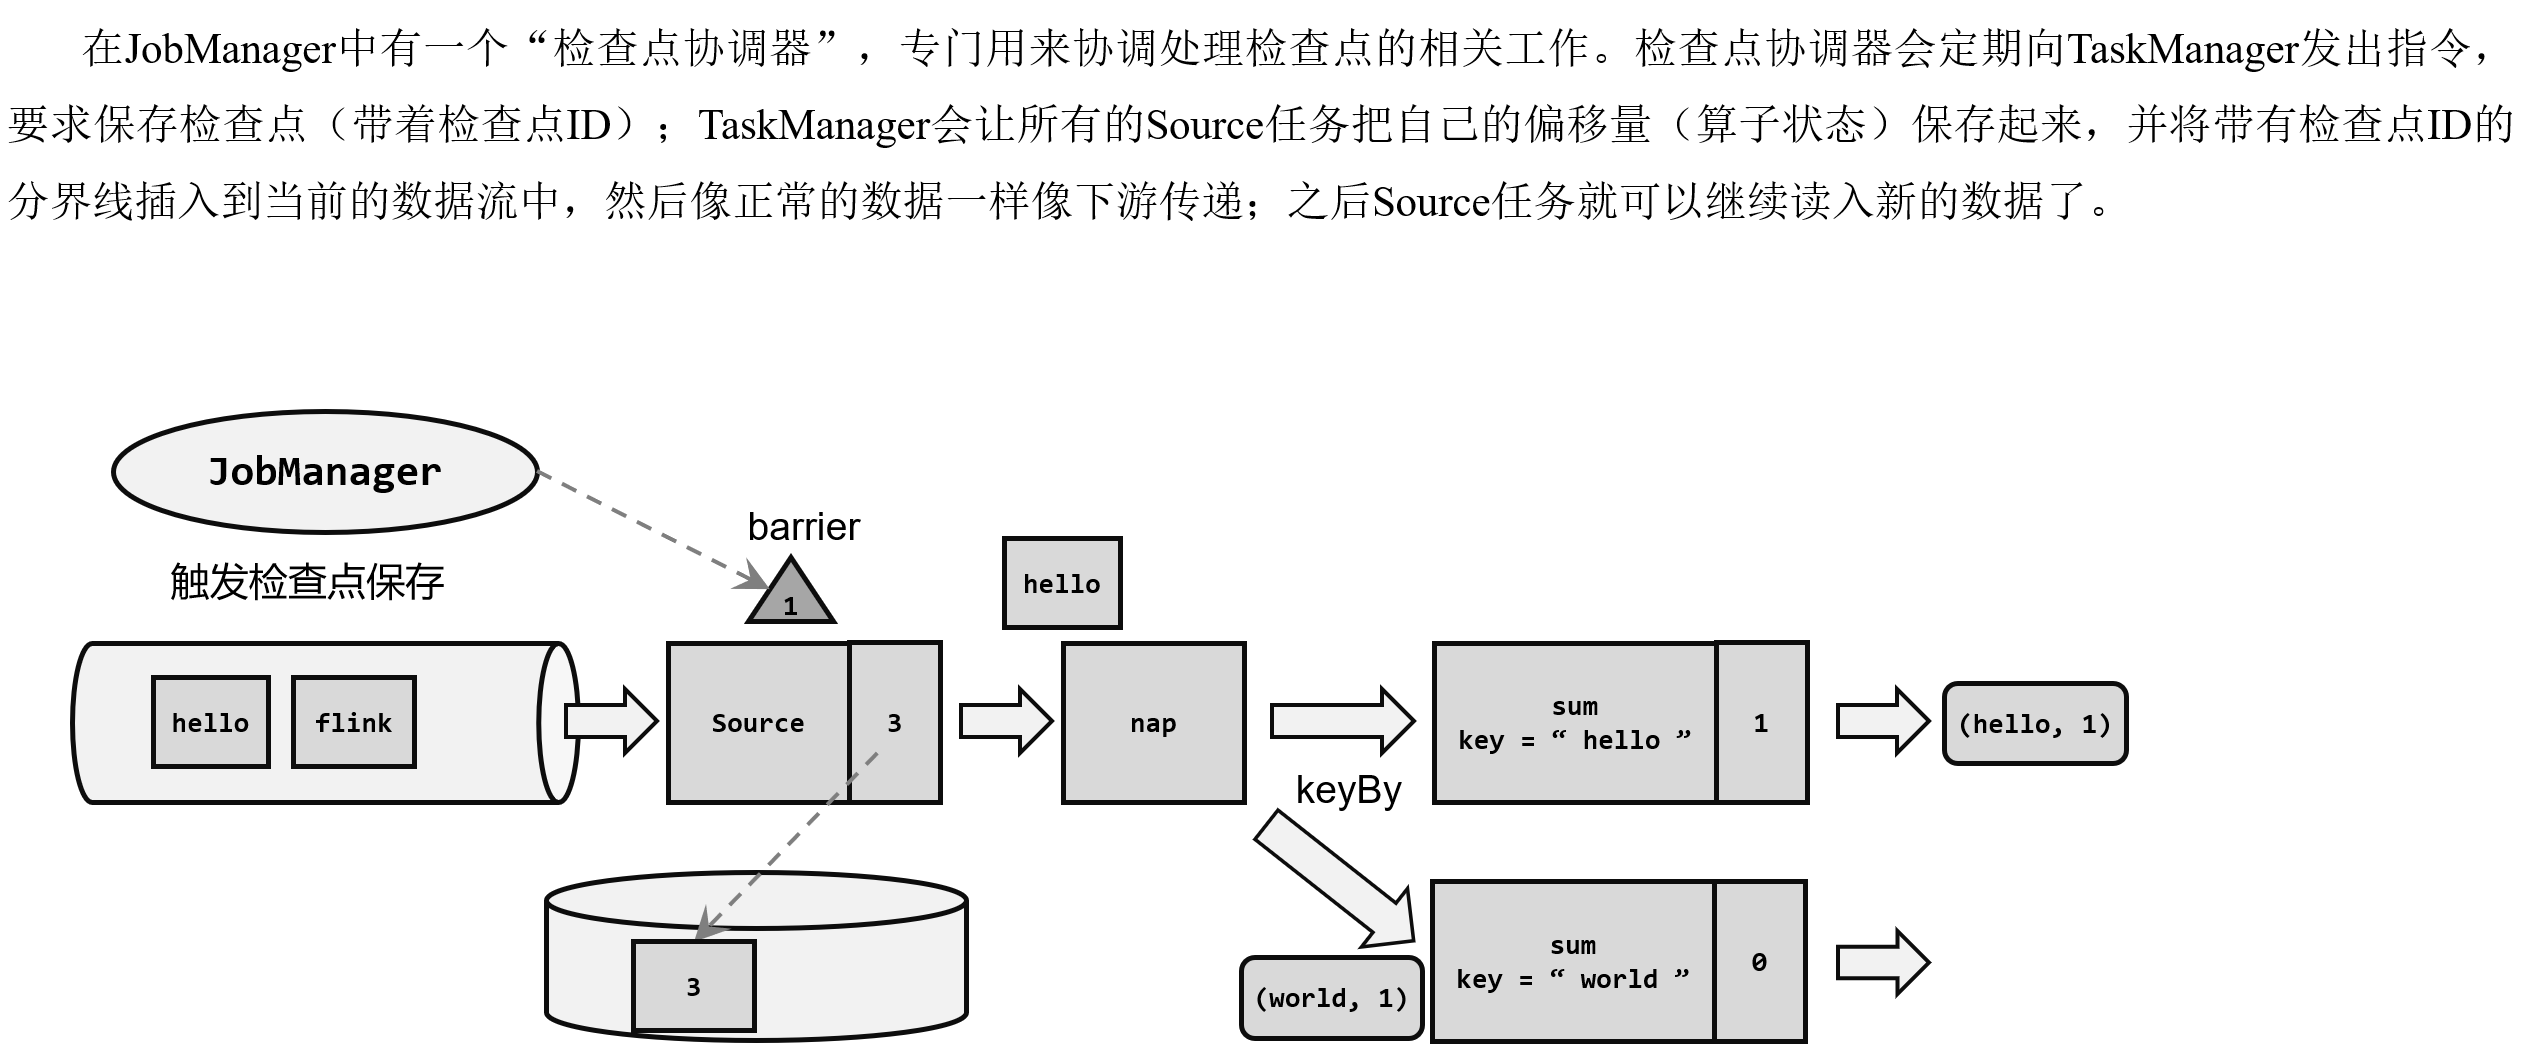 在JobManager中有一个“检查点协调器”，专门用来协调处理检查点的相关工作。检查点协调器会定期向TaskManager发出指令，
要求保存检查点（带着检查点ID）；TaskManager会让所有的Source任务把自己的偏移量（算子状态）保存起来，并将带有检查点ID的
分界线插入到当前的数据流中，然后像正常的数据一样像下游传递；之后Source任务就可以继续读入新的数据了。
JobManager
barrier
触发检查点保存
1
hello
hello
flink
Source
3
nap
sum
key = “ hello ”
1
(hello, 1)
keyBy
3
(world, 1)
sum
key = “ world ”
0